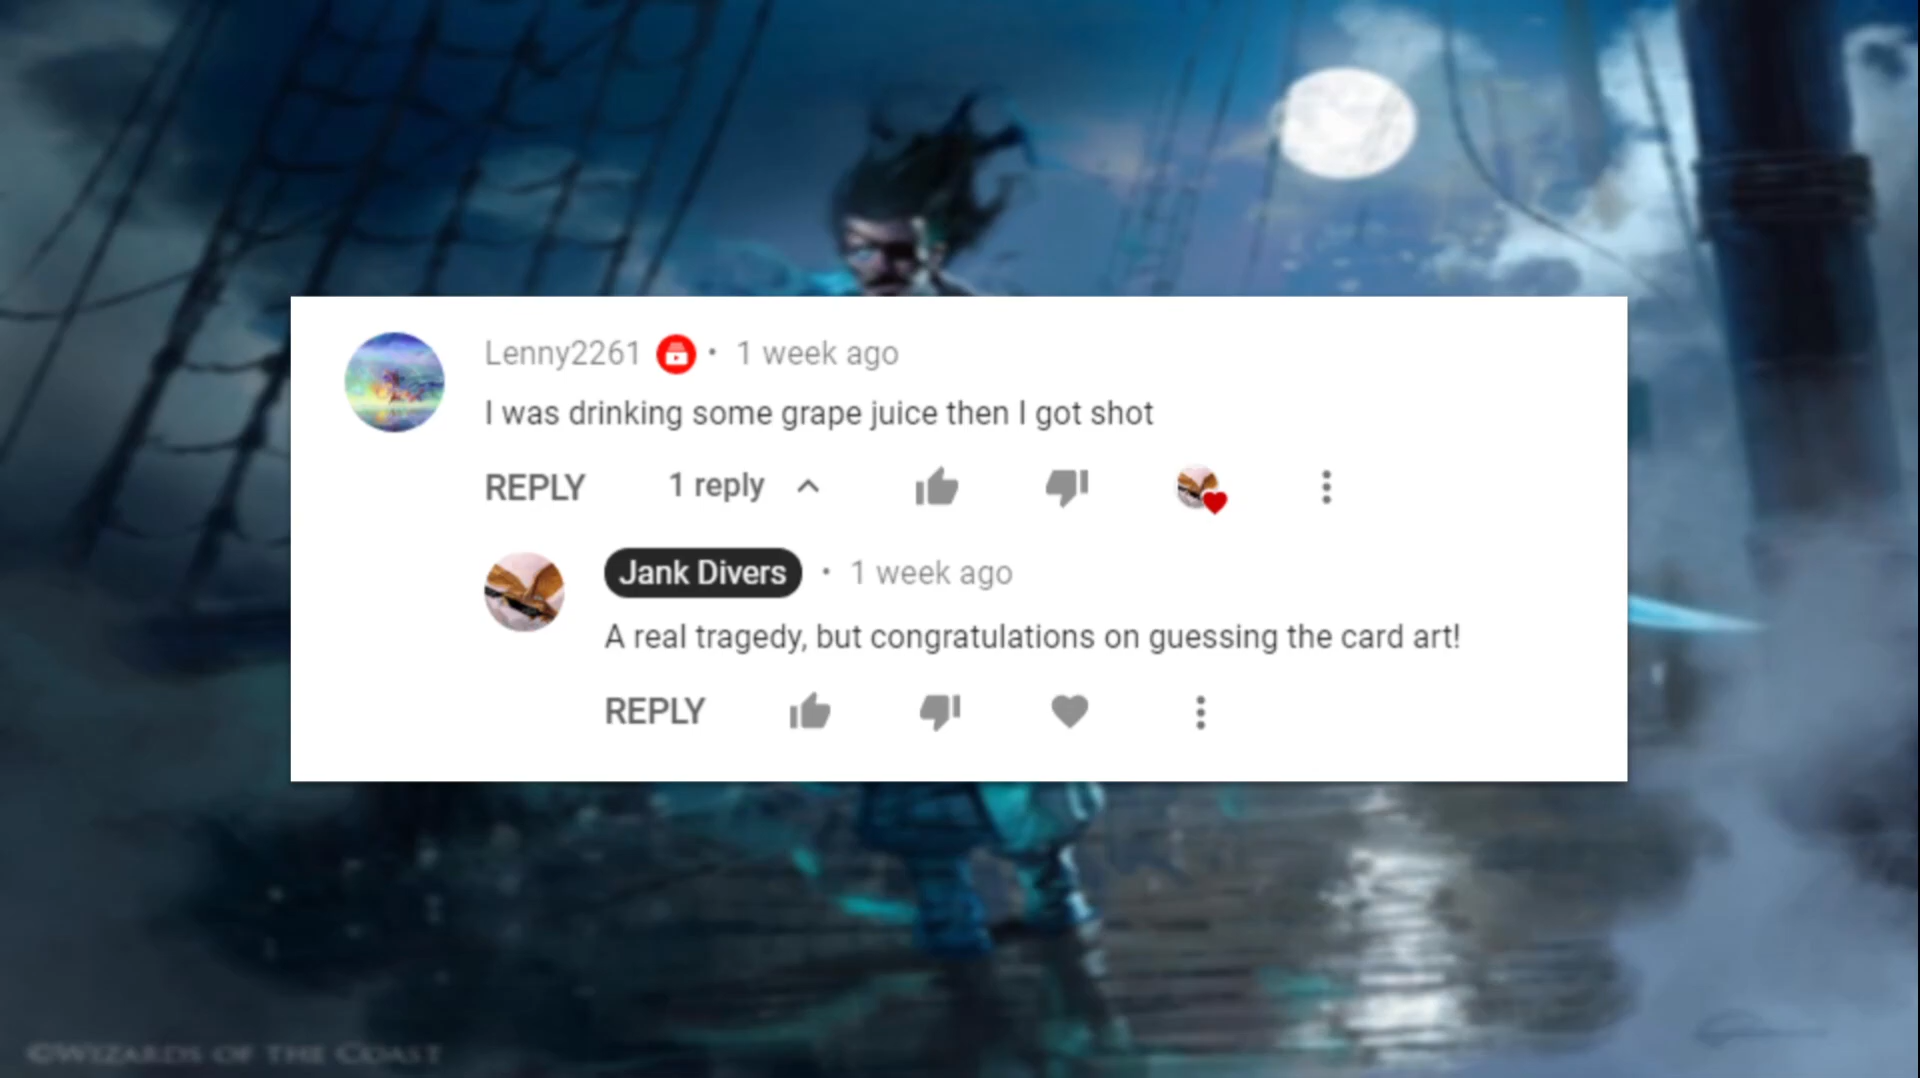 Lenny2261 • 1 week ago
I was drinking some grape juice then I got shot
REPLY 1 reply
Jank Divers • 1 week ago
A real tragedy, but congratulations on guessing the card art!
REPLY
©WIZARDS OF THE COAST